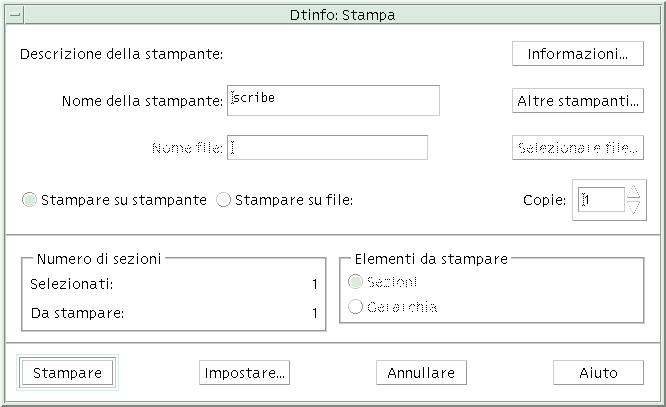 Dtinfo: Stampa
Descrizione della stampante:
Informazioni...
Nome della stampante:
scribe
Altre stampanti...
Nome file:
Selezionare file...
Stampare su stampante
Stampare su file:
Copie:
1
Numero di sezioni
Selezionati:
1
Da stampare:
1
Elementi da stampare
Sezioni
Gerarchia
Stampare
Impostare...
Annullare
Aiuto